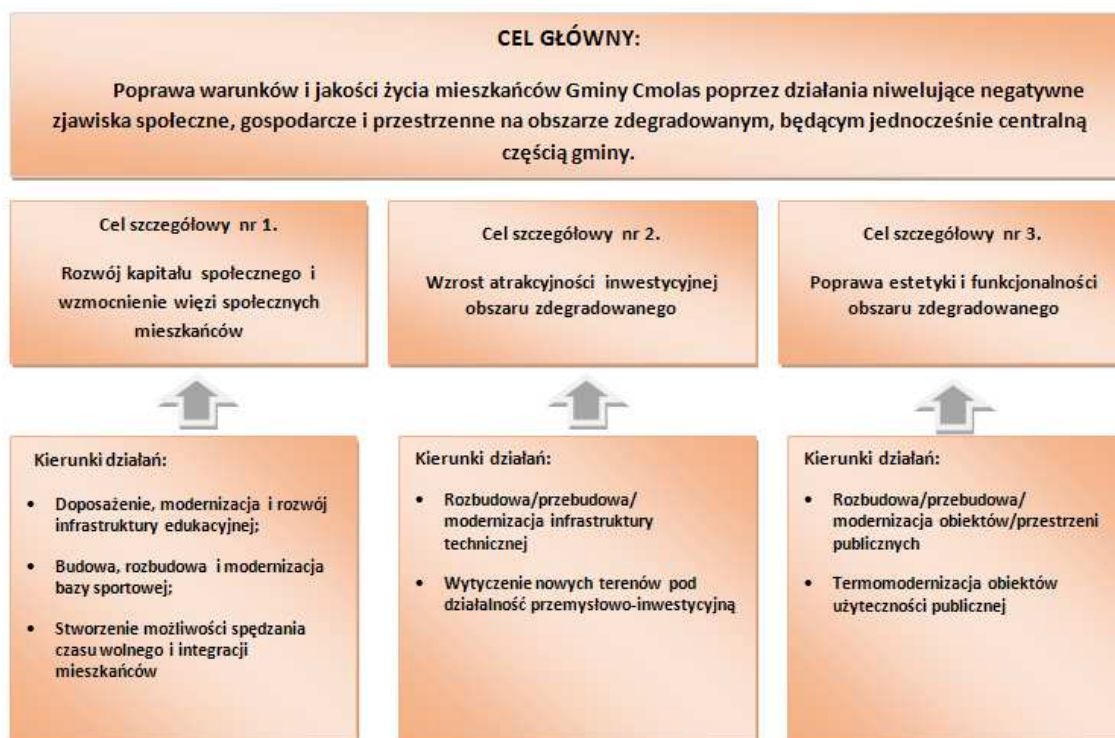 CEL GŁÓWNY:
Poprawa warunków i jakości życia mieszkańców Gminy Cmolas poprzez działania niwelujące negatywne
zjawiska społeczne, gospodarcze i przestrzenne na obszarze zdegradowanym, będącym jednocześnie centralną
częścią gminy.
Cel szczegółowy nr 1.
Rozwój kapitału społecznego i
wzmocnienie więzi społecznych
mieszkańców
Cel szczegółowy nr 2.
Wzrost atrakcyjności inwestycyjnej
obszaru zdegradowanego
Cel szczegółowy nr 3.
Poprawa estetyki i funkcjonalności
obszaru zdegradowanego
Kierunki działań:
• Doposażenie, modernizacja i rozwój
infrastruktury edukacyjnej;
• Budowa, rozbudowa i modernizacja
bazy sportowej;
• Stworzenie możliwości spędzania
czasu wolnego i integracji
mieszkańców
Kierunki działań:
• Rozbudowa/przebudowa/
modernizacja infrastruktury
technicznej
• Wytyczenie nowych terenów pod
działalność przemysłowo-inwestycyjną
Kierunki działań:
• Rozbudowa/przebudowa/
modernizacja obiektów/przestrzeni
publicznych
• Termomodernizacja obiektów
użyteczności publicznej